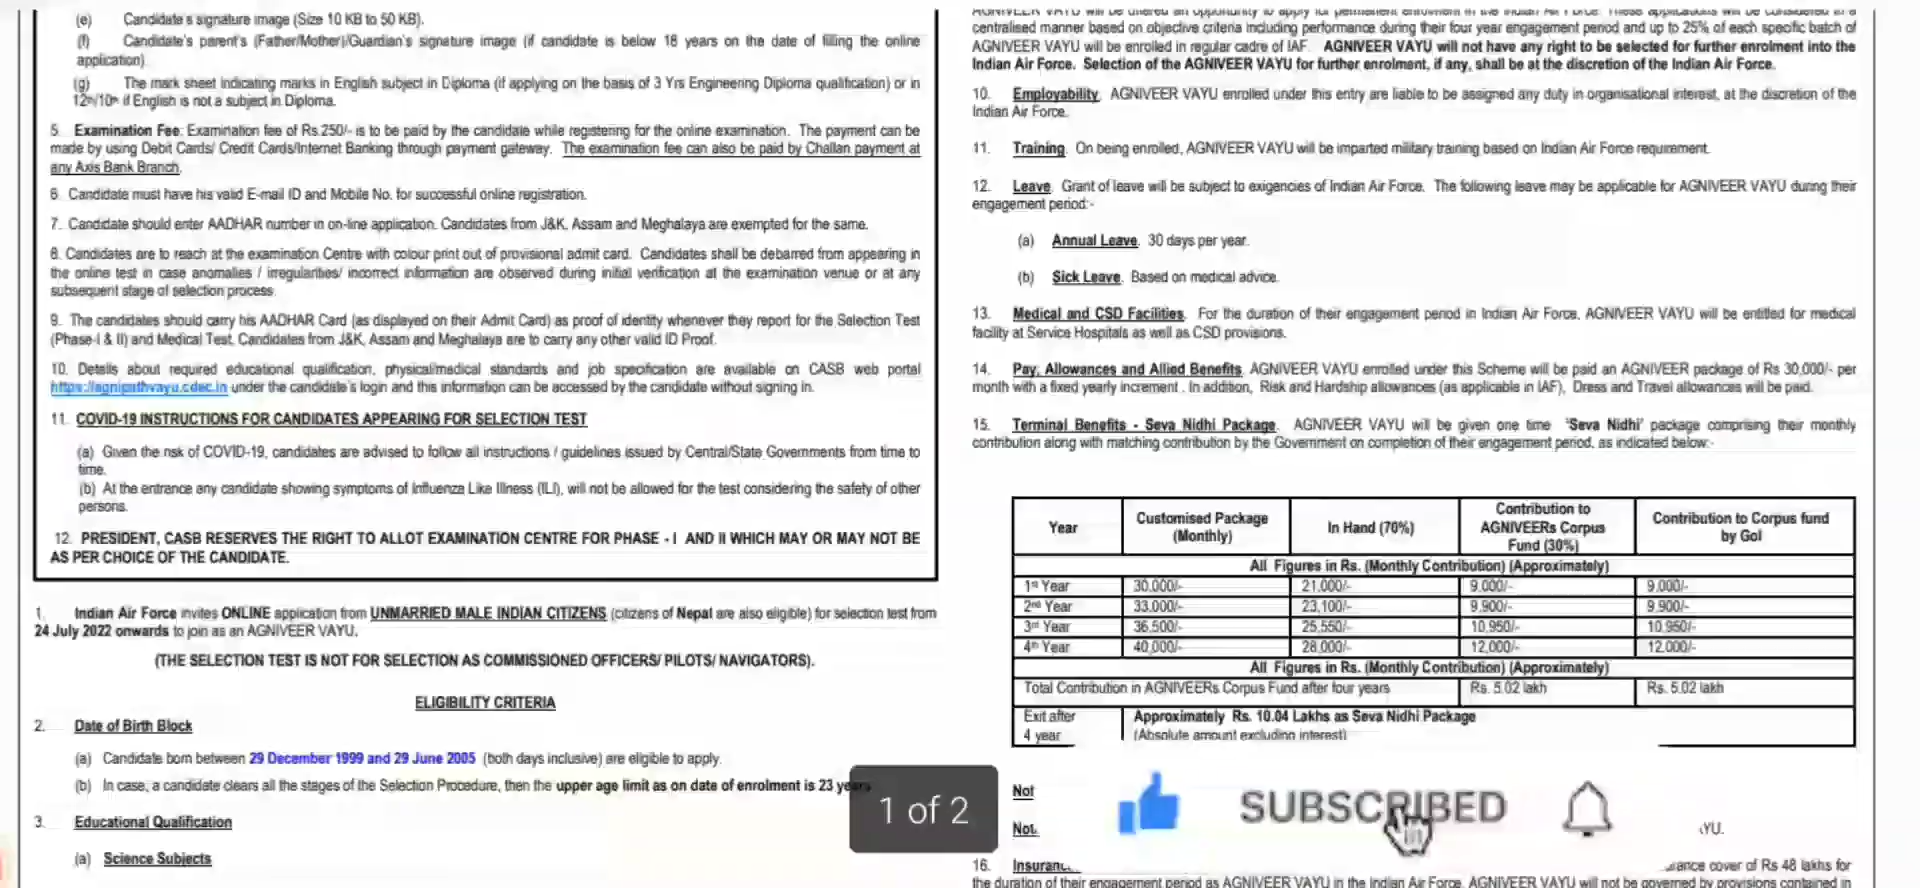 (e) Candidate's signature image (Size 10 KB to 50 KB).
(f) Candidate's parent's (Father/Mother)/Guardian's signature image (if candidate is below 18 years on the date of filling the online
application).
(g) The mark sheet indicating marks in English subject in Diploma (if applying on the basis of 3 Yrs Engineering Diploma qualification) or in
12th/10th if English is not a subject in Diploma.
5. Examination Fee: Examination fee of Rs.250/- is to be paid by the candidate while registering for the online examination. The payment can be
made by using Debit Cards/ Credit Cards/Internet Banking through payment gateway. The examination fee can also be paid by Challan payment at
any Axis Bank Branch.
6. Candidate must have his valid E-mail ID and Mobile No. for successful online registration.
7. Candidate should enter AADHAR number in on-line application. Candidates from J&K, Assam and Meghalaya are exempted for the same.
8. Candidates are to reach at the examination Centre with colour print out of provisional admit card. Candidates shall be debarred from appearing in
the online test in case anomalies / irregularities/ incorrect information are observed during initial verification at the examination venue or at any
subsequent stage of selection process.
9. The candidates should carry his AADHAR Card (as displayed on their Admit Card) as proof of identity whenever they report for the Selection Test
(Phase-I & II) and Medical Test. Candidates from J&K, Assam and Meghalaya are to carry any other valid ID Proof.
10. Details about required educational qualification, physical/medical standards and job specification are available on CASB web portal
https://agnipathvayu.cdac.in under the candidate's login and this information can be accessed by the candidate without signing in.
11. COVID-19 INSTRUCTIONS FOR CANDIDATES APPEARING FOR SELECTION TEST
(a) Given the risk of COVID-19, candidates are advised to follow all instructions / guidelines issued by Central/State Governments from time to
time.
(b) At the entrance any candidate showing symptoms of Influenza Like Illness (ILI), will not be allowed for the test considering the safety of other
persons.
12. PRESIDENT, CASB RESERVES THE RIGHT TO ALLOT EXAMINATION CENTRE FOR PHASE - I AND II WHICH MAY OR MAY NOT BE
AS PER CHOICE OF THE CANDIDATE.
1. Indian Air Force invites ONLINE application from UNMARRIED MALE INDIAN CITIZENS (citizens of Nepal are also eligible) for selection test from
24 July 2022 onwards to join as an AGNIVEER VAYU.
(THE SELECTION TEST IS NOT FOR SELECTION AS COMMISSIONED OFFICERS/ PILOTS/ NAVIGATORS).
ELIGIBILITY CRITERIA
2. Date of Birth Block
(a) Candidate born between 29 December 1999 and 29 June 2005 (both days inclusive) are eligible to apply.
(b) In case, a candidate clears all the stages of the Selection Procedure, then the upper age limit as on date of enrolment is 23 years
3. Educational Qualification
(a) Science Subjects
AGNIVEER VAYU will be offered an opportunity to apply for permanent enrolment in the Indian Air Force. These applications will be considered in a
centralised manner based on objective criteria including performance during their four year engagement period and up to 25% of each specific batch of
AGNIVEER VAYU will be enrolled in regular cadre of IAF. AGNIVEER VAYU will not have any right to be selected for further enrolment into the
Indian Air Force. Selection of the AGNIVEER VAYU for further enrolment, if any, shall be at the discretion of the Indian Air Force.
10. Employability. AGNIVEER VAYU enrolled under this entry are liable to be assigned any duty in organisational interest, at the discretion of the
Indian Air Force.
11. Training. On being enrolled, AGNIVEER VAYU will be imparted military training based on Indian Air Force requirement.
12. Leave. Grant of leave will be subject to exigencies of Indian Air Force. The following leave may be applicable for AGNIVEER VAYU during their
engagement period:-
(a) Annual Leave. 30 days per year.
(b) Sick Leave. Based on medical advice.
13. Medical and CSD Facilities. For the duration of their engagement period in Indian Air Force, AGNIVEER VAYU will be entitled for medical
facility at Service Hospitals as well as CSD provisions.
14. Pay, Allowances and Allied Benefits. AGNIVEER VAYU enrolled under this Scheme will be paid an AGNIVEER package of Rs 30,000/- per
month with a fixed yearly increment. In addition, Risk and Hardship allowances (as applicable in IAF), Dress and Travel allowances will be paid.
15. Terminal Benefits - Seva Nidhi Package. AGNIVEER VAYU will be given one time 'Seva Nidhi' package comprising their monthly
contribution along with matching contribution by the Government on completion of their engagement period, as indicated below:-
Year Customised Package (Monthly) In Hand (70%) Contribution to AGNIVEERs Corpus Fund (30%) Contribution to Corpus fund by GoI
All Figures in Rs. (Monthly Contribution) (Approximately)
1st Year 30,000/- 21,000/- 9,000/- 9,000/-
2nd Year 33,000/- 23,100/- 9,900/- 9,900/-
3rd Year 36,500/- 25,550/- 10,950/- 10,950/-
4th Year 40,000/- 28,000/- 12,000/- 12,000/-
All Figures in Rs. (Monthly Contribution) (Approximately)
Total Contribution in AGNIVEERs Corpus Fund after four years Rs. 5.02 lakh Rs. 5.02 lakh
Exit after Approximately Rs. 10.04 Lakhs as Seva Nidhi Package
4 year (Absolute amount excluding interest)
1 of 2
Not
SUBSCRIBED
Not.
YU.
16. Insuranc
ance cover of Rs 48 lakhs for
the duration of their engagement period as AGNIVEER VAYU in the Indian Air Force. AGNIVEER VAYU will not be governed by provisions contained in